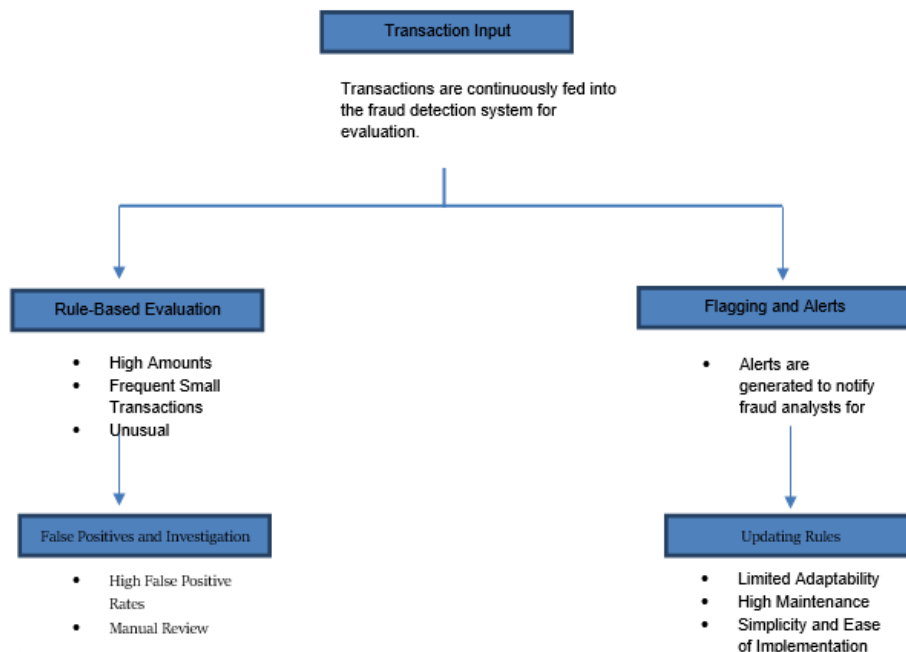 Transaction Input
Transactions are continuously fed into
the fraud detection system for
evaluation.
Rule-Based Evaluation
• High Amounts
• Frequent Small
Transactions
• Unusual
Flagging and Alerts
• Alerts are
generated to notify
fraud analysts for
False Positives and Investigation
• High False Positive
Rates
• Manual Review
Updating Rules
• Limited Adaptability
• High Maintenance
• Simplicity and Ease
of Implementation